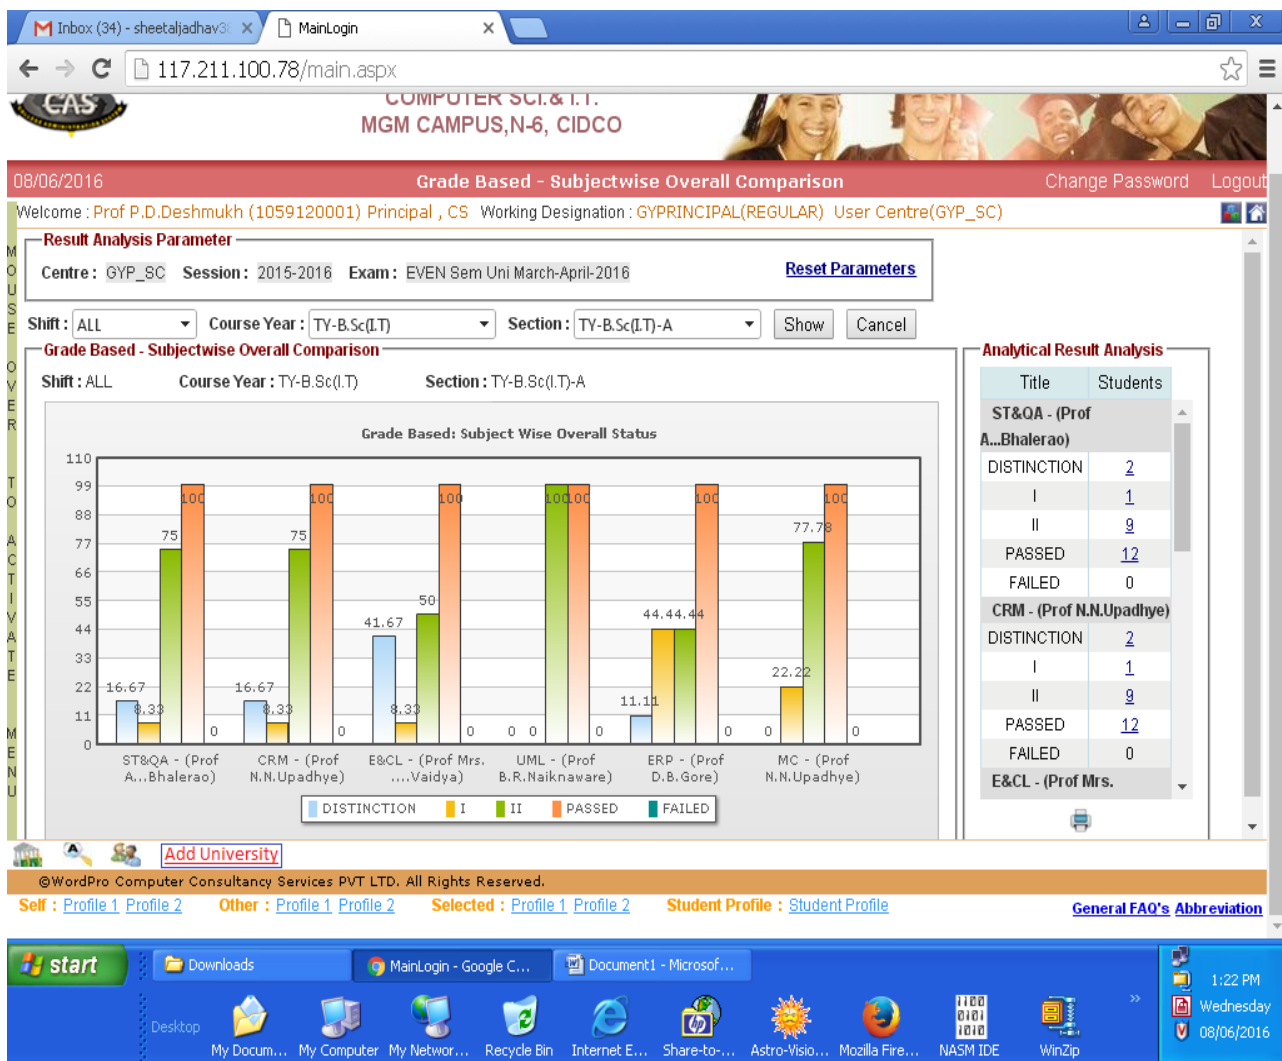 Inbox (34) - sheetaljadhav3
MainLogin
117.211.100.78/main.aspx
CAS
COMPUTER SCI.& I.T.
MGM CAMPUS,N-6, CIDCO
08/06/2016 Grade Based - Subjectwise Overall Comparison Change Password Logout
Welcome : Prof P.D.Deshmukh (1059120001) Principal , CS Working Designation : GYPRINCIPAL(REGULAR) User Centre(GYP_SC)
MOUSE OVER TO ACTIVATE MENU
Result Analysis Parameter
Centre : GYP_SC Session : 2015-2016 Exam : EVEN Sem Uni March-April-2016 Reset Parameters
Shift : ALL Course Year : TY-B.Sc(I.T) Section : TY-B.Sc(I.T)-A Show Cancel
Grade Based - Subjectwise Overall Comparison
Shift : ALL Course Year : TY-B.Sc(I.T) Section : TY-B.Sc(I.T)-A
Grade Based: Subject Wise Overall Status
110
99
88
77
66
55
44
33
22
11
0
16.67 8.33 75 100 0
16.67 8.33 75 100 0
41.67 8.33 50 100 0
0 0 100 100 0
11.11 44.44 44.44 100 0
0 22.22 77.78 100 0
ST&QA - (Prof A...Bhalerao)
CRM - (Prof N.N.Upadhye)
E&CL - (Prof Mrs. ....Vaidya)
UML - (Prof B.R.Naiknaware)
ERP - (Prof D.B.Gore)
MC - (Prof N.N.Upadhye)
DISTINCTION I II PASSED FAILED
Analytical Result Analysis
Title Students
ST&QA - (Prof
A...Bhalerao)
DISTINCTION 2
I 1
II 9
PASSED 12
FAILED 0
CRM - (Prof N.N.Upadhye)
DISTINCTION 2
I 1
II 9
PASSED 12
FAILED 0
E&CL - (Prof Mrs.
Add University
©WordPro Computer Consultancy Services PVT LTD. All Rights Reserved.
Self : Profile 1 Profile 2 Other : Profile 1 Profile 2 Selected : Profile 1 Profile 2 Student Profile : Student Profile General FAQ's Abbreviation
start Downloads MainLogin - Google C... Document1 - Microsof...
1:22 PM
Wednesday
08/06/2016
Desktop My Docum... My Computer My Networ... Recycle Bin Internet E... Share-to-... Astro-Visio... Mozilla Fire... NASM IDE WinZip